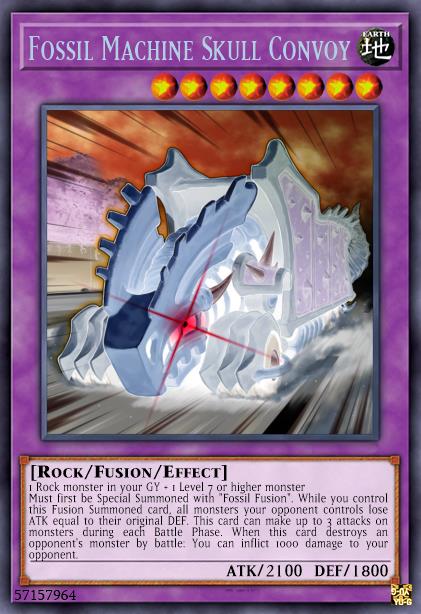 Fossil Machine Skull Convoy
EARTH
地
[Rock/Fusion/Effect]
1 Rock monster in your GY + 1 Level 7 or higher monster
Must first be Special Summoned with "Fossil Fusion". While you control
this Fusion Summoned card, all monsters your opponent controls lose
ATK equal to their original DEF. This card can make up to 3 attacks on
monsters during each Battle Phase. When this card destroys an
opponent's monster by battle: You can inflict 1000 damage to your
opponent.
ATK/2100 DEF/1800
57157964